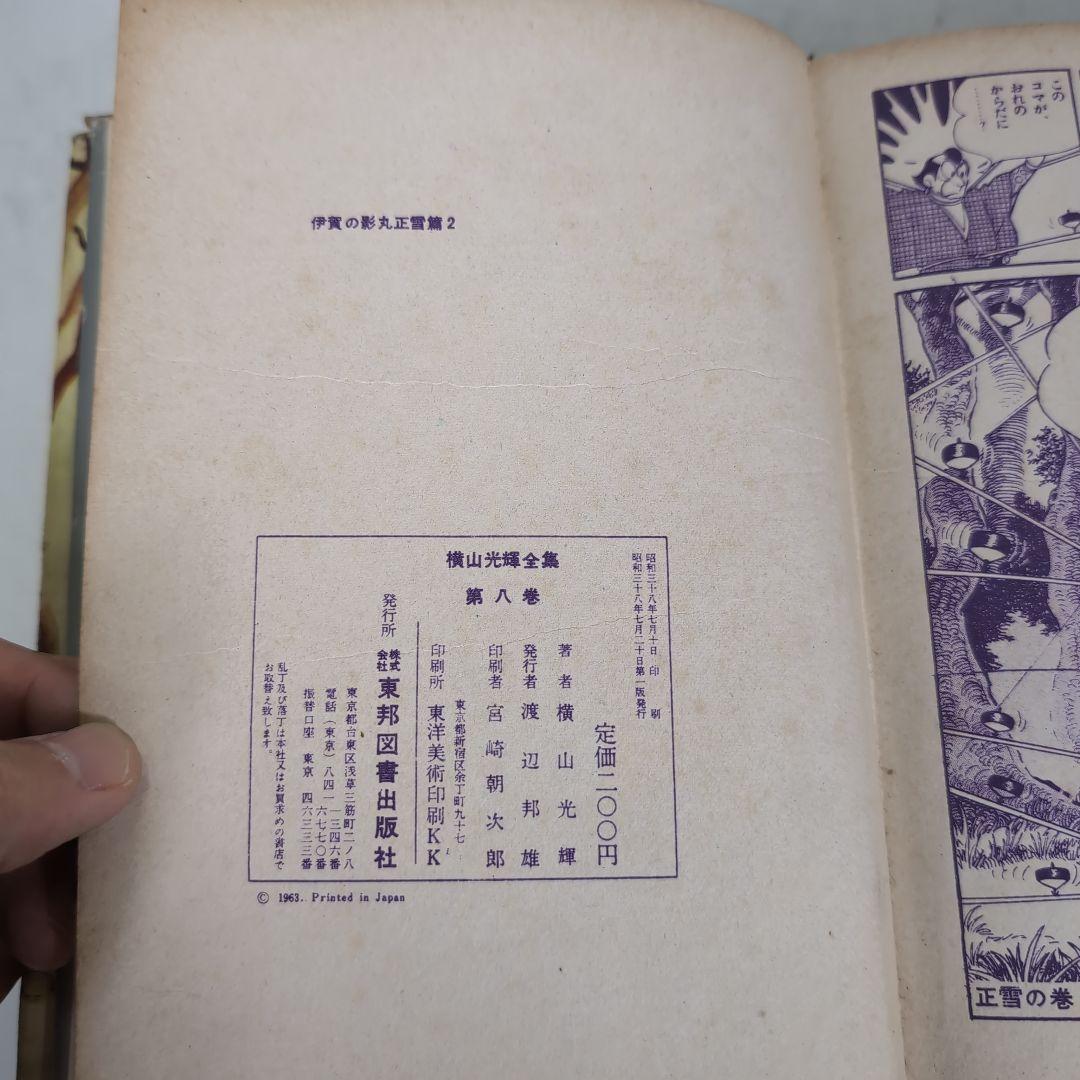 伊賀の影丸正雪篇2
横山光輝全集
第八巻
昭和三十八年七月十日 印 刷
昭和三十八年七月二十日第一版発行
定価二〇〇円
著者 横山光輝
発行者 渡辺邦雄
印刷者 宮崎朝次郎
東京都新宿区余丁町九十七
印刷所 東洋美術印刷KK
発行所 株式会社 東邦図書出版社
東京都台東区浅草三筋町二ノ八
電話(東京)八四一 一三四六番
六七七〇番
振替口座 東京 四六三三三番
乱丁及び落丁は本社又はお買求めの書店で
お取替え致します。
© 1963. Printed in Japan
この
コマが、
おれの
からだに
………?
正雪の巻